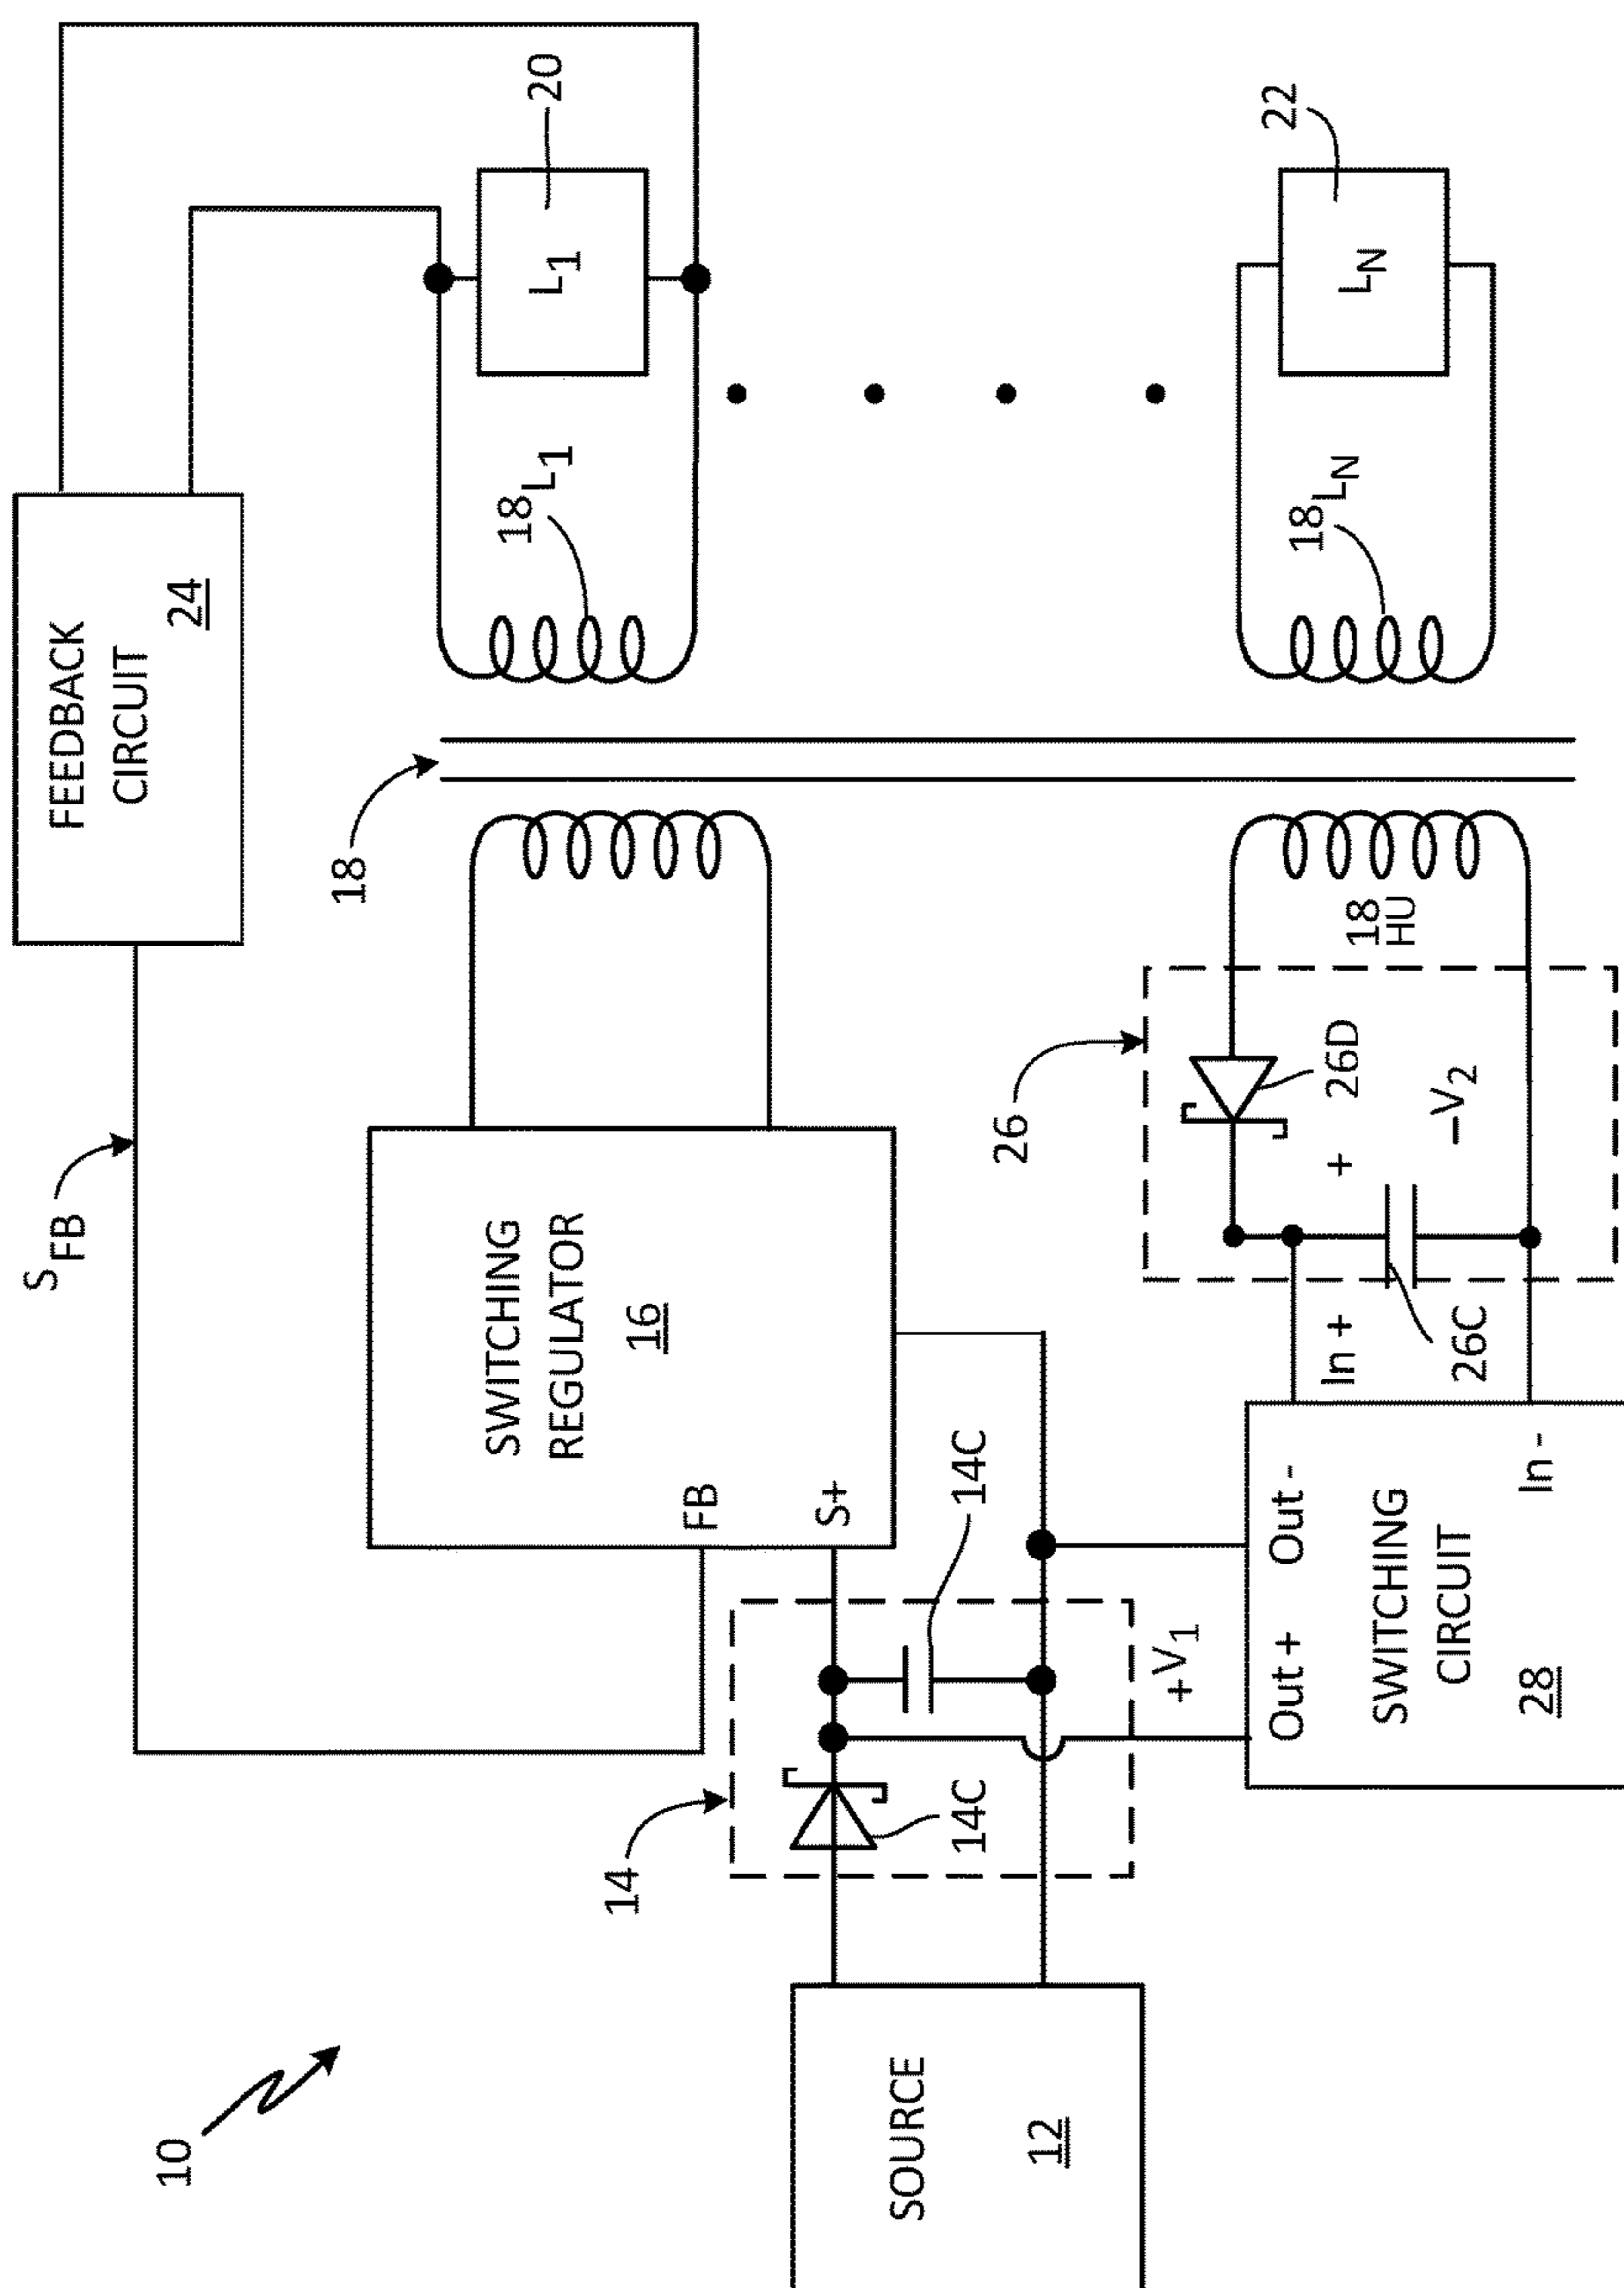 10
SOURCE
12
14
14C
14C
+V1
SFB
FB
S+
SWITCHING
REGULATOR
16
FEEDBACK
CIRCUIT
24
18
18L1
L1
20
18LN
LN
22
18HU
26
26D
+
–V2
26C
In +
In -
Out +
Out -
SWITCHING
CIRCUIT
28